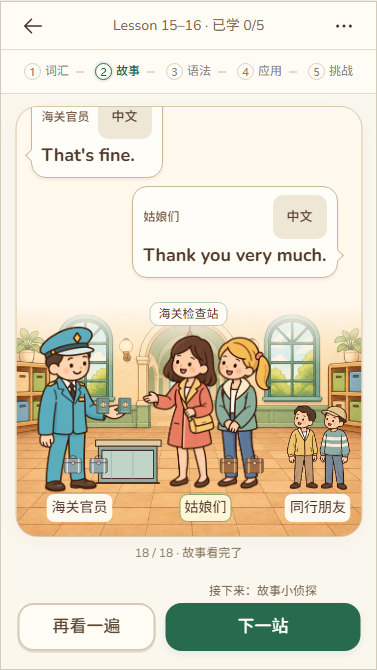 Lesson 15–16 · 已学 0/5
1 词汇
2 故事
3 语法
4 应用
5 挑战
海关官员
中文
That's fine.
姑娘们
中文
Thank you very much.
海关检查站
海关官员
姑娘们
同行朋友
18 / 18 · 故事看完了
接下来：故事小侦探
再看一遍
下一站